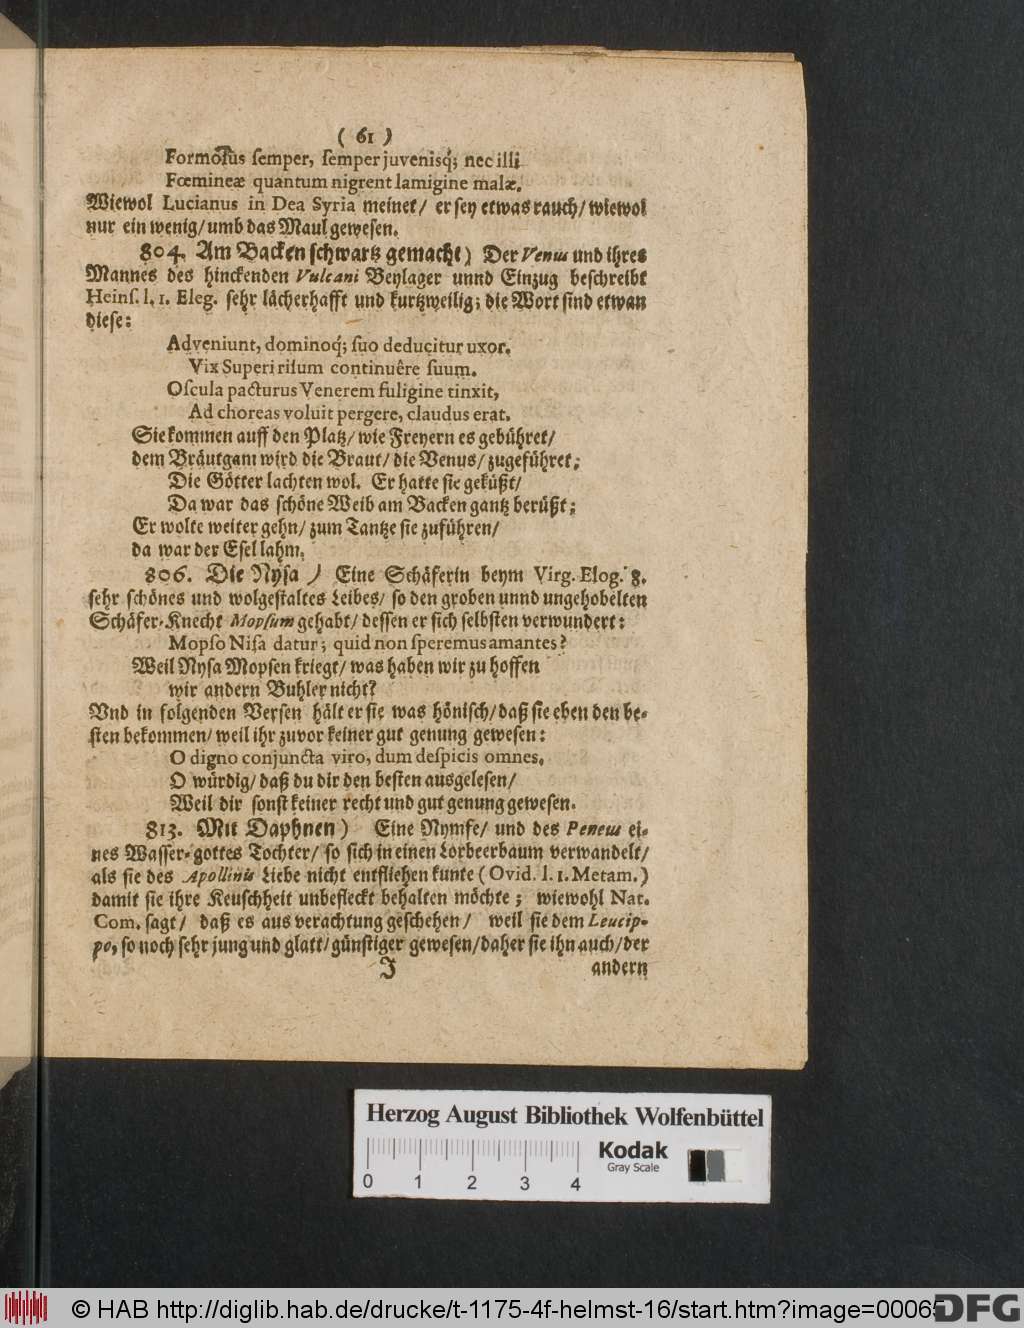 ( 61 )
Formoſus ſemper, ſemper juvenisq́; nec illi
Fœmineæ quantum nigrent lamigine malæ.
Wiewol Lucianus in Dea Syria meinet/ er ſey etwas rauch/ wiewol
nur ein wenig/ umb das Maul geweſen.
804. Am Backen ſchwartz gemacht) Der Venus und ihres
Mannes des hinckenden Vulcani Beylager unnd Einzug beſchreibt
Heinſ. l. 1. Eleg. ſehr lächerhafft und kurtzweilig; die Wort ſind etwan
dieſe:
Adveniunt, dominoq́; ſuo deducitur uxor.
Vix Superi riſum continuêre ſuum.
Oſcula pacturus Venerem fuligine tinxit,
Ad choreas voluit pergere, claudus erat.
Sie kommen auff den Platz/ wie Freyern es gebühret/
dem Bräutgam wird die Braut/ die Venus/ zugeführet;
Die Götter lachten wol. Er hatte ſie geküßt/
Da war das ſchöne Weib am Backen gantz berüßt;
Er wolte weiter gehn/ zum Tantze ſie zuführen/
da war der Eſel lahm.
806. Die Nyſa ) Eine Schäferin beym Virg. Elog. 8.
ſehr ſchönes und wolgeſtaltes Leibes/ ſo den groben unnd ungehobelten
Schäfer-Knecht Mopſum gehabt/ deſſen er ſich ſelbſten verwundert:
Mopſo Niſa datur; quid non ſperemus amantes?
Weil Nyſa Mopſen kriegt/ was haben wir zu hoffen
wir andern Buhler nicht?
Vnd in folgenden Verſen hält er ſie was höniſch/ daß ſie eben den be-
ſten bekommen/ weil ihr zuvor keiner gut genung geweſen:
O digno conjuncta viro, dum deſpicis omnes.
O würdig/ daß du dir den beſten ausgeleſen/
Weil dir ſonſt keiner recht und gut genung geweſen.
813. Mit Daphnen ) Eine Nymfe/ und des Peneus ei-
nes Waſſer-gottes Tochter/ ſo ſich in einen Lorbeerbaum verwandelt/
als ſie des Apollinis Liebe nicht entfliehen kunte ( Ovid. l. 1. Metam. )
damit ſie ihre Keuſchheit unbefleckt behalten möchte; wiewohl Nat.
Com. ſagt/ daß es aus verachtung geſchehen/ weil ſie dem Leucip-
po, ſo noch ſehr jung und glatt/ günſtiger geweſen/ daher ſie ihn auch/ der
J andern
Herzog August Bibliothek Wolfenbüttel
Kodak
Gray Scale
0 1 2 3 4
© HAB http://diglib.hab.de/drucke/t-1175-4f-helmst-16/start.htm?image=00065
DFG